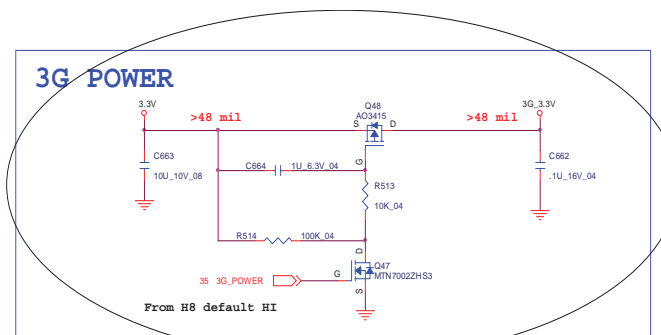 3G POWER
3.3V
>48 mil
Q48
AO3415
S
D
G
>48 mil
3G_3.3V
C663
10U_10V_08
C664
1U_6.3V_04
C662
.1U_16V_04
R513
10K_04
R514
100K_04
D
Q47
MTN7002ZHS3
G
S
35 3G_POWER
From H8 default HI